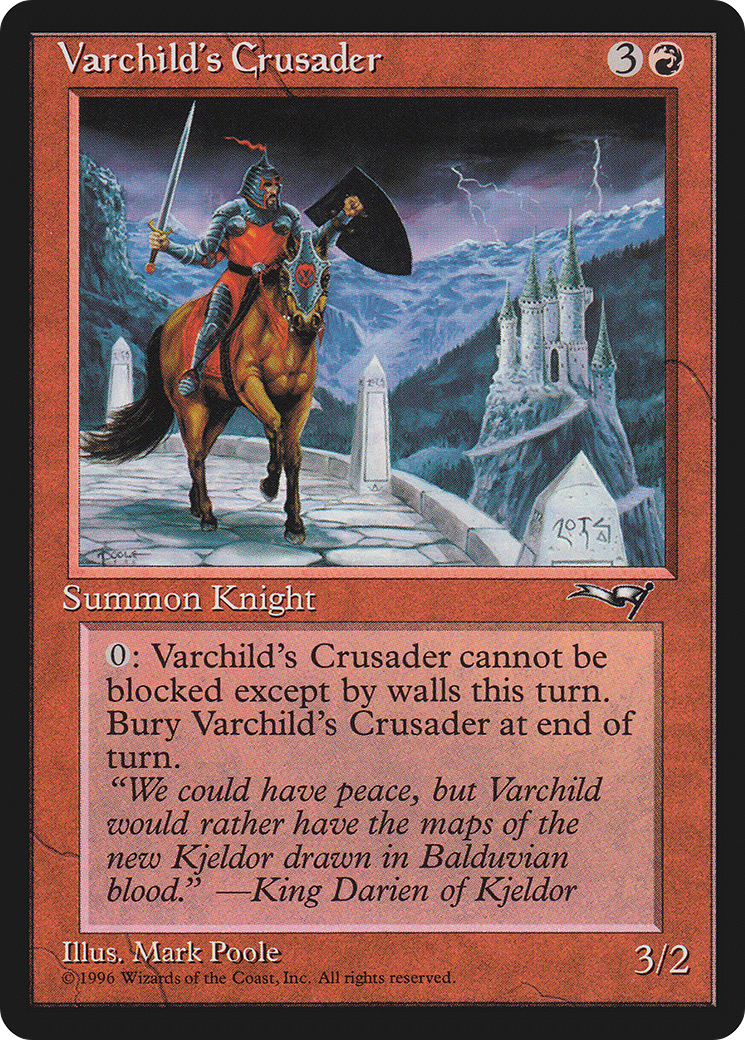 Varchild's Crusader 3
POOLE
Summon Knight
0: Varchild's Crusader cannot be
blocked except by walls this turn.
Bury Varchild's Crusader at end of
turn.
“We could have peace, but Varchild
would rather have the maps of the
new Kjeldor drawn in Balduvian
blood.” —King Darien of Kjeldor
Illus. Mark Poole
3/2
©1996 Wizards of the Coast, Inc. All rights reserved.